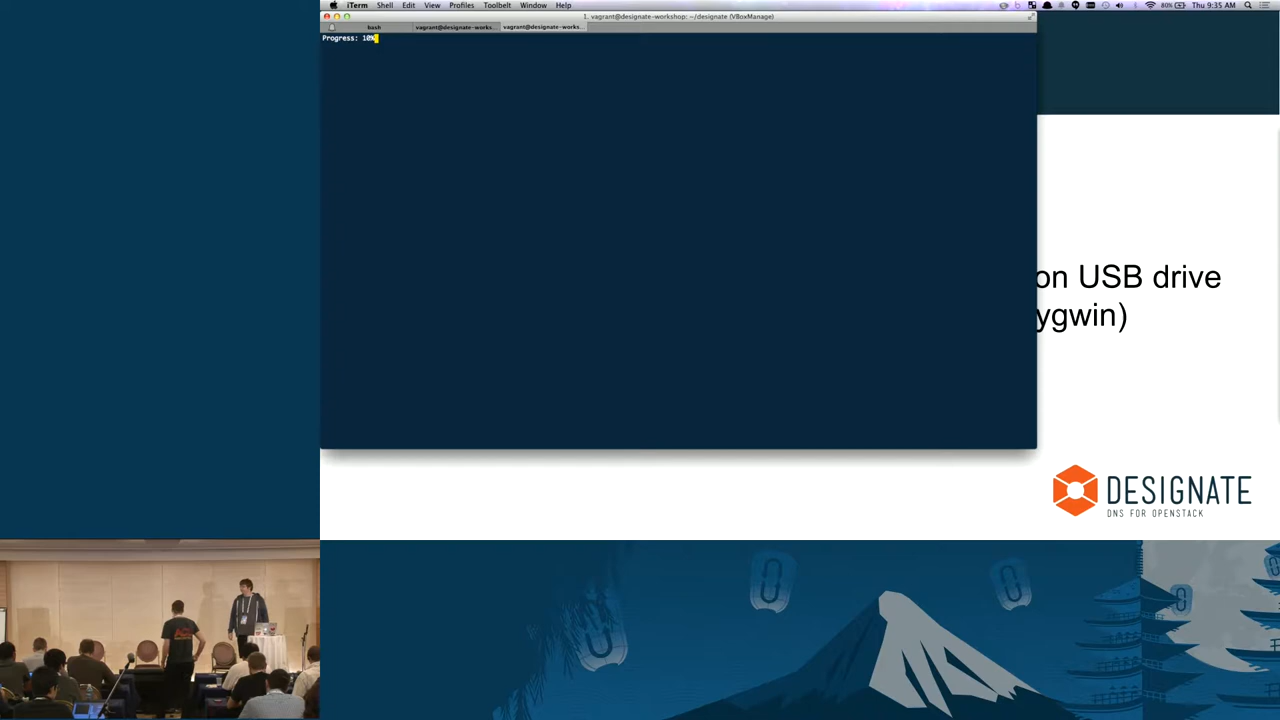 iTerm Shell Edit View Profiles Toolbelt Window Help
80% Thu 9:35 AM
1. vagrant@designate-workshop: ~/designate (VBoxManage)
bash vagrant@designate-works... vagrant@designate-works...
Progress: 10%
on USB drive
ygwin)
DESIGNATE
DNS FOR OPENSTACK